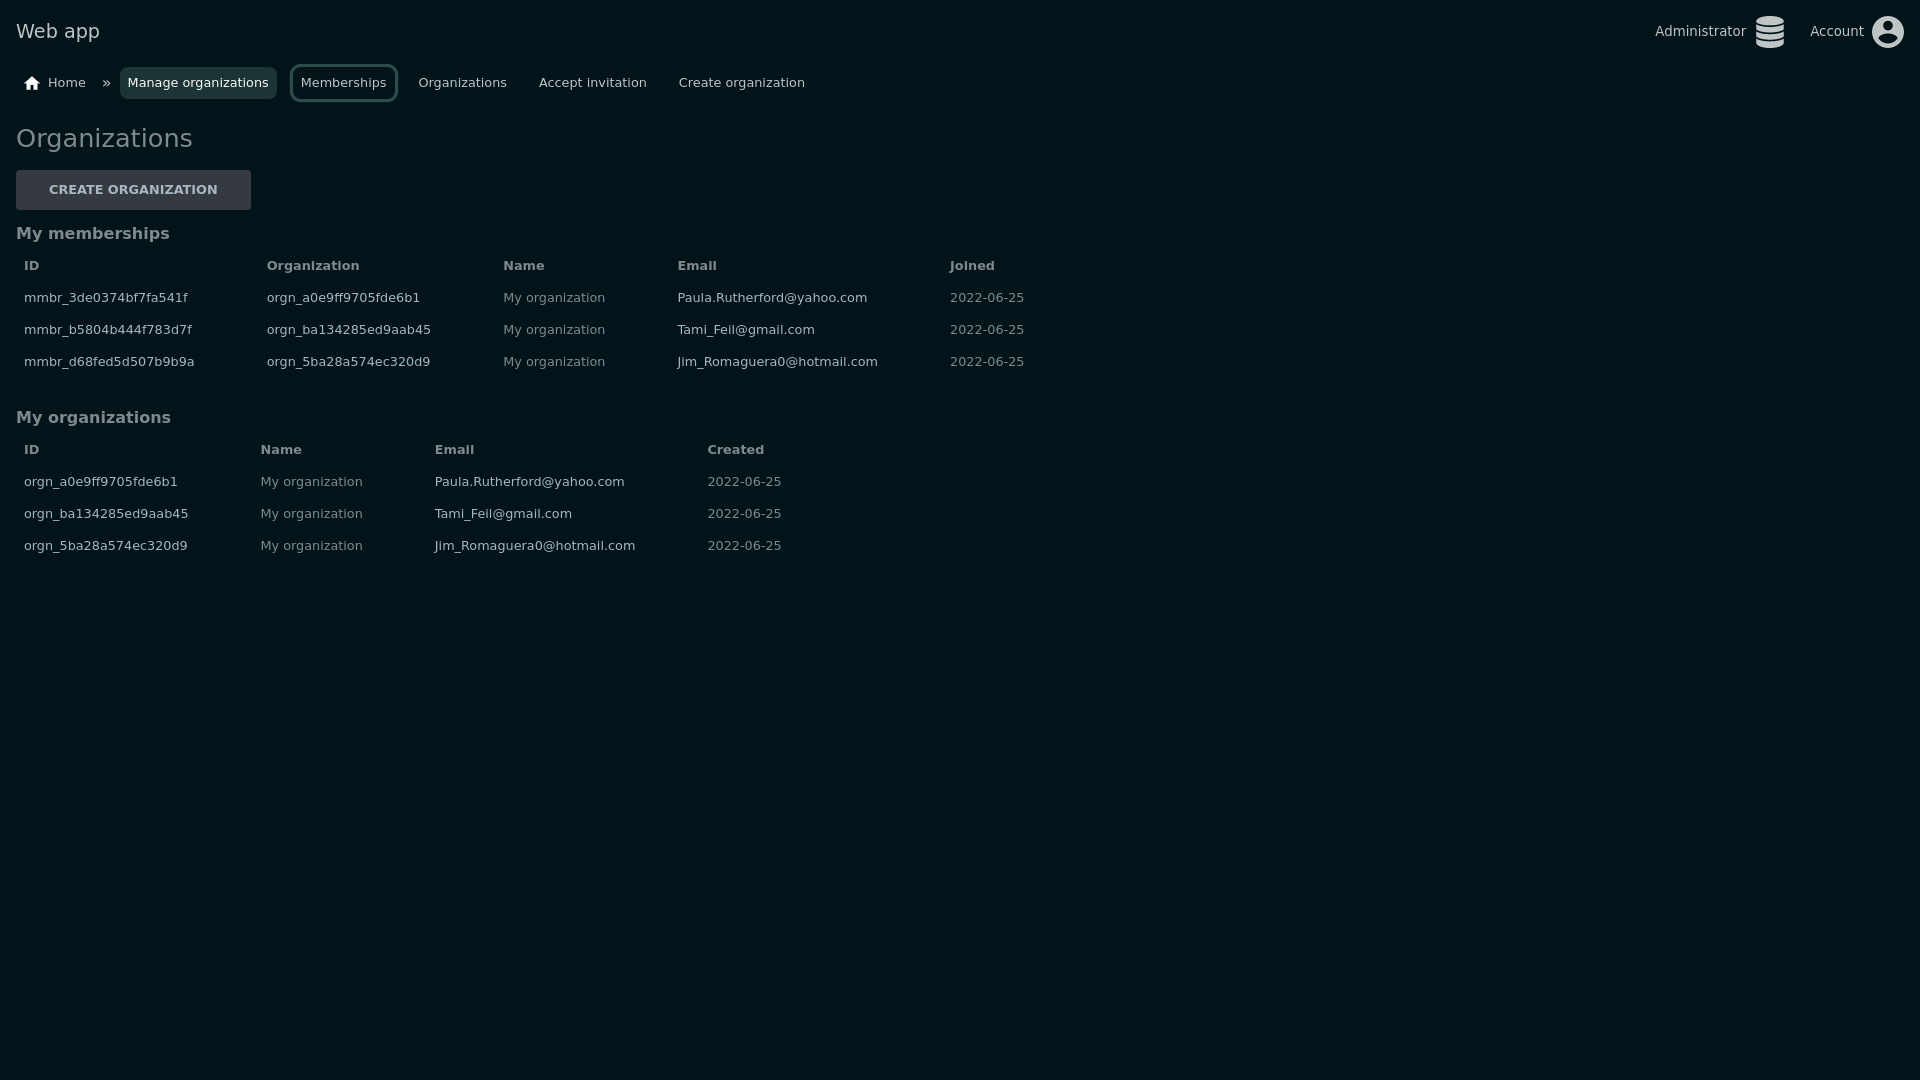 Web app
Administrator
Account
Home » Manage organizations Memberships Organizations Accept invitation Create organization
Organizations
CREATE ORGANIZATION
My memberships
ID Organization Name Email Joined
mmbr_3de0374bf7fa541f orgn_a0e9ff9705fde6b1 My organization Paula.Rutherford@yahoo.com 2022-06-25
mmbr_b5804b444f783d7f orgn_ba134285ed9aab45 My organization Tami_Feil@gmail.com 2022-06-25
mmbr_d68fed5d507b9b9a orgn_5ba28a574ec320d9 My organization Jim_Romaguera0@hotmail.com 2022-06-25
My organizations
ID Name Email Created
orgn_a0e9ff9705fde6b1 My organization Paula.Rutherford@yahoo.com 2022-06-25
orgn_ba134285ed9aab45 My organization Tami_Feil@gmail.com 2022-06-25
orgn_5ba28a574ec320d9 My organization Jim_Romaguera0@hotmail.com 2022-06-25